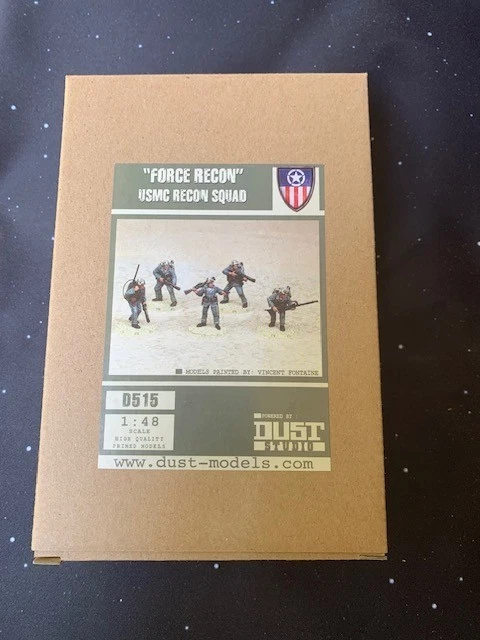 "FORCE RECON"
USMC RECON SQUAD
MODELS PAINTED BY: VINCENT FONTAINE
D515
1:48
SCALE
HIGH QUALITY
PRIMED MODELS
POWERED BY :
DUST
STUDIO
www.dust-models.com